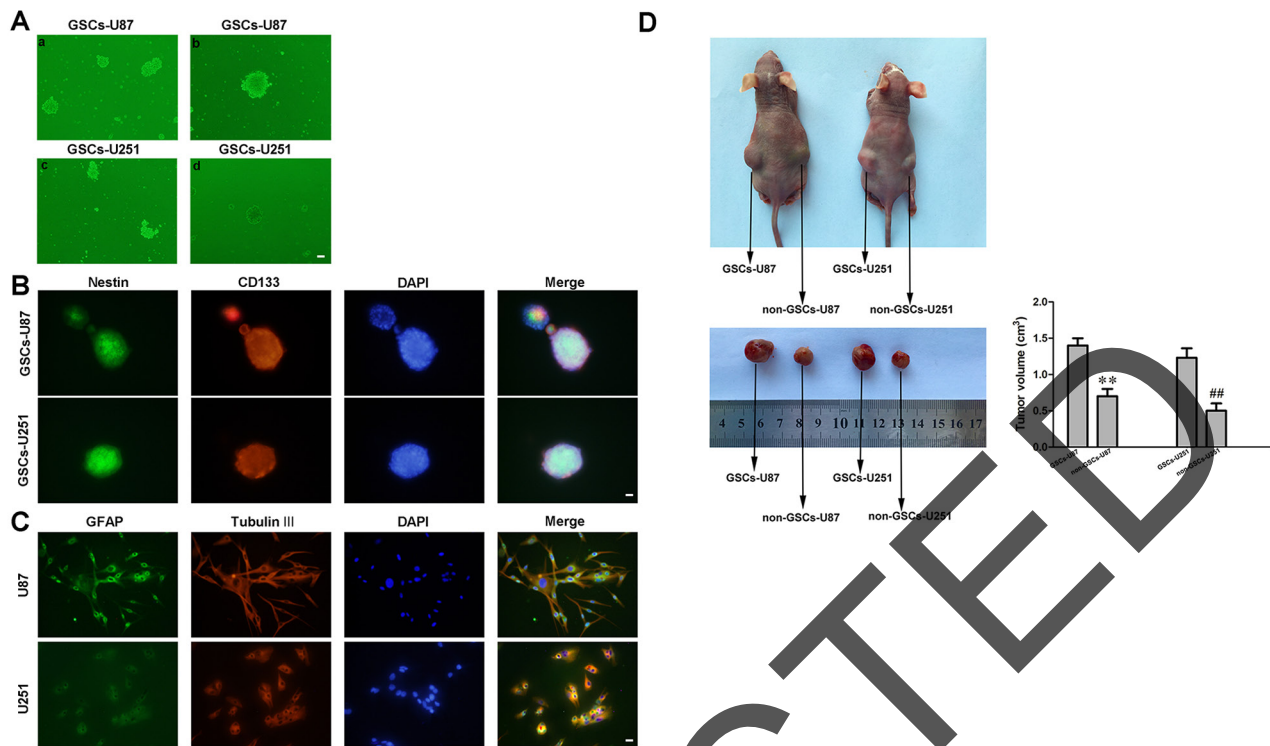 A
GSCs-U87
GSCs-U87
a
b
GSCs-U251
GSCs-U251
c
d
B
Nestin
CD133
DAPI
Merge
GSCs-U87
GSCs-U251
C
GFAP
Tubulin III
DAPI
Merge
U87
U251
D
GSCs-U87
GSCs-U251
non-GSCs-U87
non-GSCs-U251
4 5 6 7 8 9 10 11 12 13 14 15 16 17
GSCs-U87
GSCs-U251
non-GSCs-U87
non-GSCs-U251
Tumor volume (cm³)
2.0
1.5
1.0
0.5
0.0
**
##
GSCs-U87
non-GSCs-U87
GSCs-U251
non-GSCs-U251
CTED